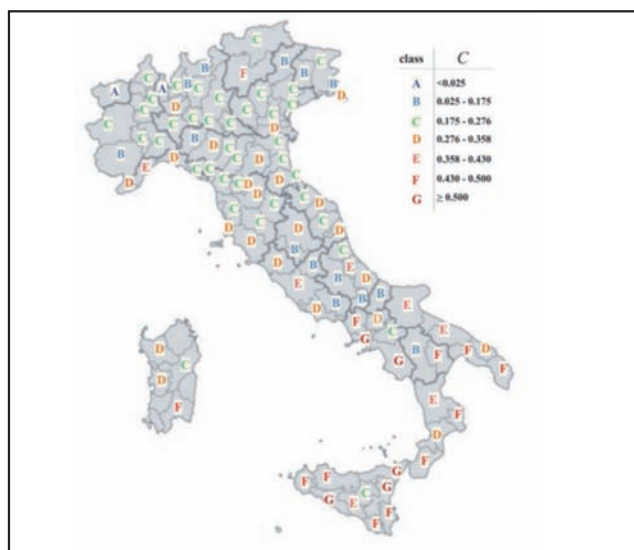 class C
A <0.025
B 0.025 - 0.175
C 0.175 - 0.276
D 0.276 - 0.358
E 0.358 - 0.430
F 0.430 - 0.500
G ≥ 0.500
C
B B C
C B F B B
A C A B C C C B D
C C D C C C C
C C C C C C D
B B D C D C
E D C C C D C
D C D D C D
C C D C D
D D B C
D B E D
E D B B B E
F D C E
G G B F F D F
D C
D F
E F
D
F
G
F F G
G E C F
F